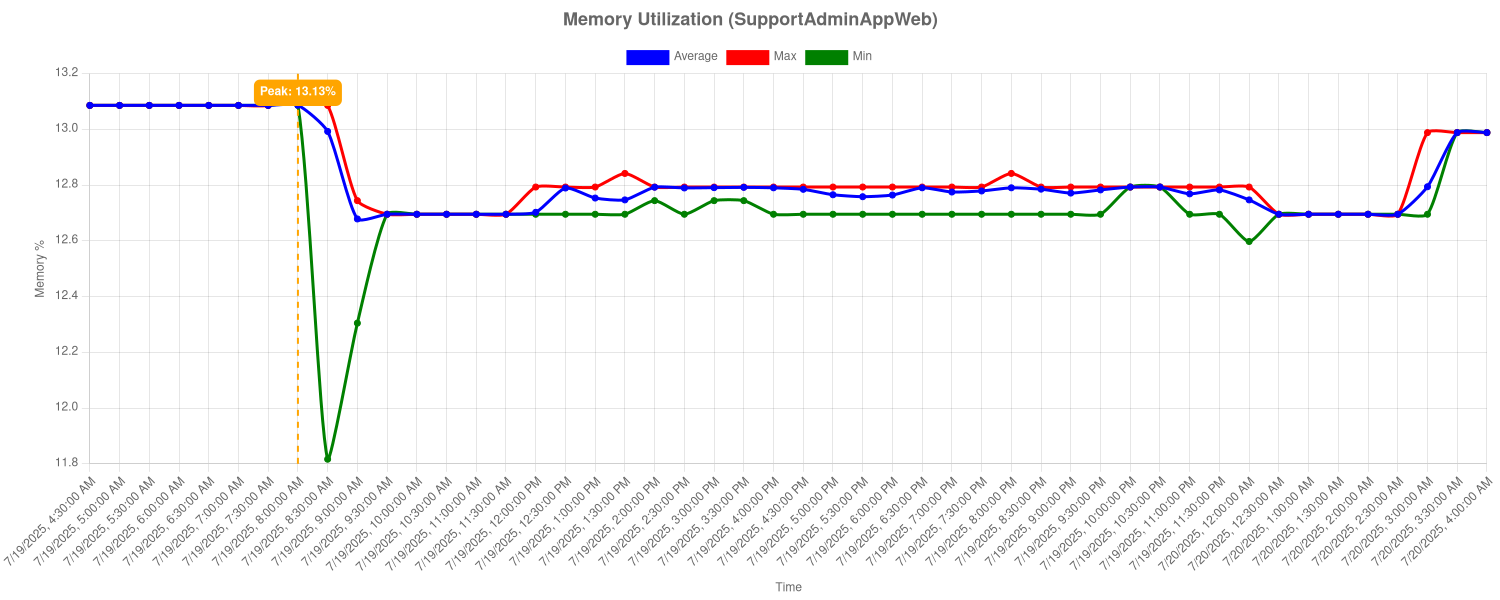 Memory Utilization (SupportAdminAppWeb)
Average Max Min
Peak: 13.13%
Memory %
13.2
13.0
12.8
12.6
12.4
12.2
12.0
11.8
7/19/2025, 4:30:00 AM
7/19/2025, 5:00:00 AM
7/19/2025, 5:30:00 AM
7/19/2025, 6:00:00 AM
7/19/2025, 6:30:00 AM
7/19/2025, 7:00:00 AM
7/19/2025, 7:30:00 AM
7/19/2025, 8:00:00 AM
7/19/2025, 8:30:00 AM
7/19/2025, 9:00:00 AM
7/19/2025, 9:30:00 AM
7/19/2025, 10:00:00 AM
7/19/2025, 10:30:00 AM
7/19/2025, 11:00:00 AM
7/19/2025, 11:30:00 AM
7/19/2025, 12:00:00 PM
7/19/2025, 12:30:00 PM
7/19/2025, 1:00:00 PM
7/19/2025, 1:30:00 PM
7/19/2025, 2:00:00 PM
7/19/2025, 2:30:00 PM
7/19/2025, 3:00:00 PM
7/19/2025, 3:30:00 PM
7/19/2025, 4:00:00 PM
7/19/2025, 4:30:00 PM
7/19/2025, 5:00:00 PM
7/19/2025, 5:30:00 PM
7/19/2025, 6:00:00 PM
7/19/2025, 6:30:00 PM
7/19/2025, 7:00:00 PM
7/19/2025, 7:30:00 PM
7/19/2025, 8:00:00 PM
7/19/2025, 8:30:00 PM
7/19/2025, 9:00:00 PM
7/19/2025, 9:30:00 PM
7/19/2025, 10:00:00 PM
7/19/2025, 10:30:00 PM
7/19/2025, 11:00:00 PM
7/19/2025, 11:30:00 PM
7/20/2025, 12:00:00 AM
7/20/2025, 12:30:00 AM
7/20/2025, 1:00:00 AM
7/20/2025, 1:30:00 AM
7/20/2025, 2:00:00 AM
7/20/2025, 2:30:00 AM
7/20/2025, 3:00:00 AM
7/20/2025, 3:30:00 AM
7/20/2025, 4:00:00 AM
Time